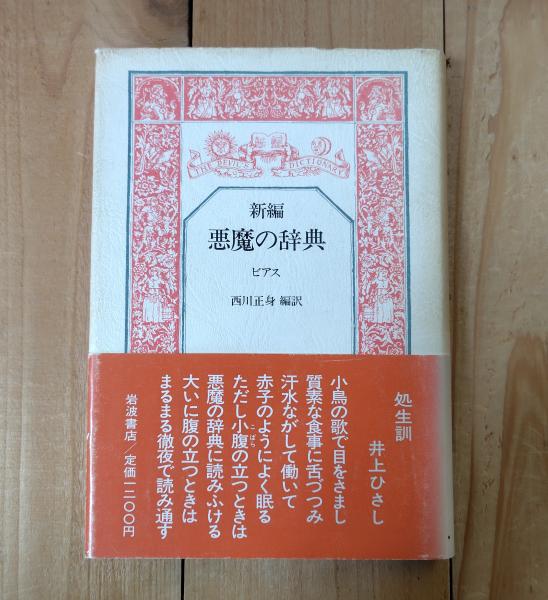 THE DEVIL'S DICTIONARY
新編
悪魔の辞典
ビアス
西川正身 編訳
処生訓
井上ひさし
小鳥の歌で目をさまし
質素な食事に舌づつみ
汗水ながして働いて
赤子のようによく眠る
ただし小腹の立つときは
こばら
悪魔の辞典に読みふける
大いに腹の立つときは
まるまる徹夜で読み通す
岩波書店/定価一二〇〇円